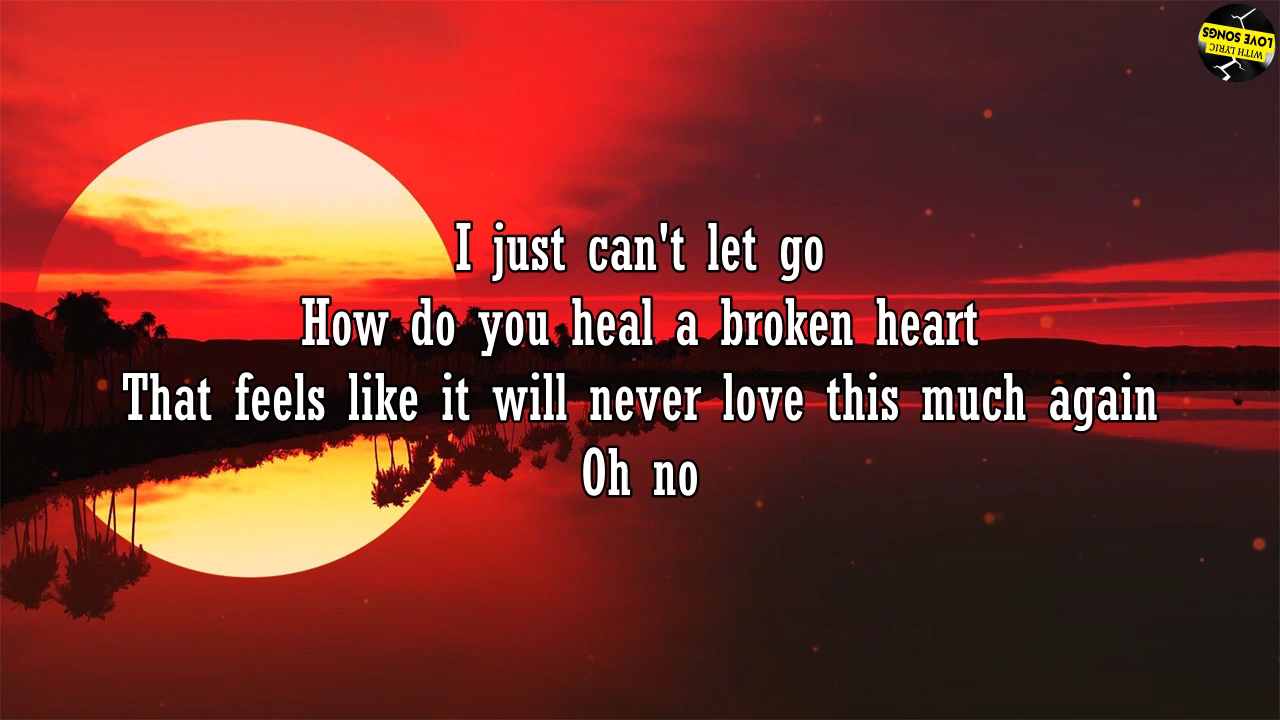 I just can't let go
How do you heal a broken heart
That feels like it will never love this much again
Oh no
WITH LYRIC
LOVE SONGS